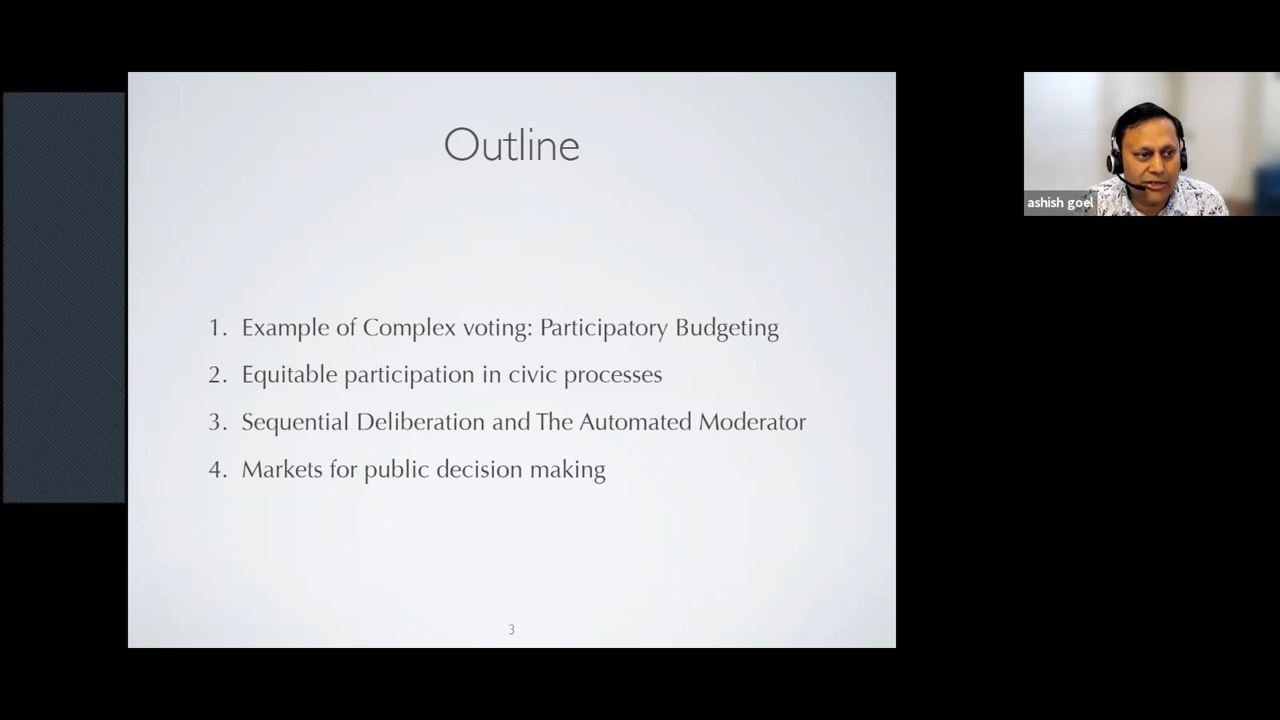 Outline
1. Example of Complex voting: Participatory Budgeting
2. Equitable participation in civic processes
3. Sequential Deliberation and The Automated Moderator
4. Markets for public decision making
3
ashish goel